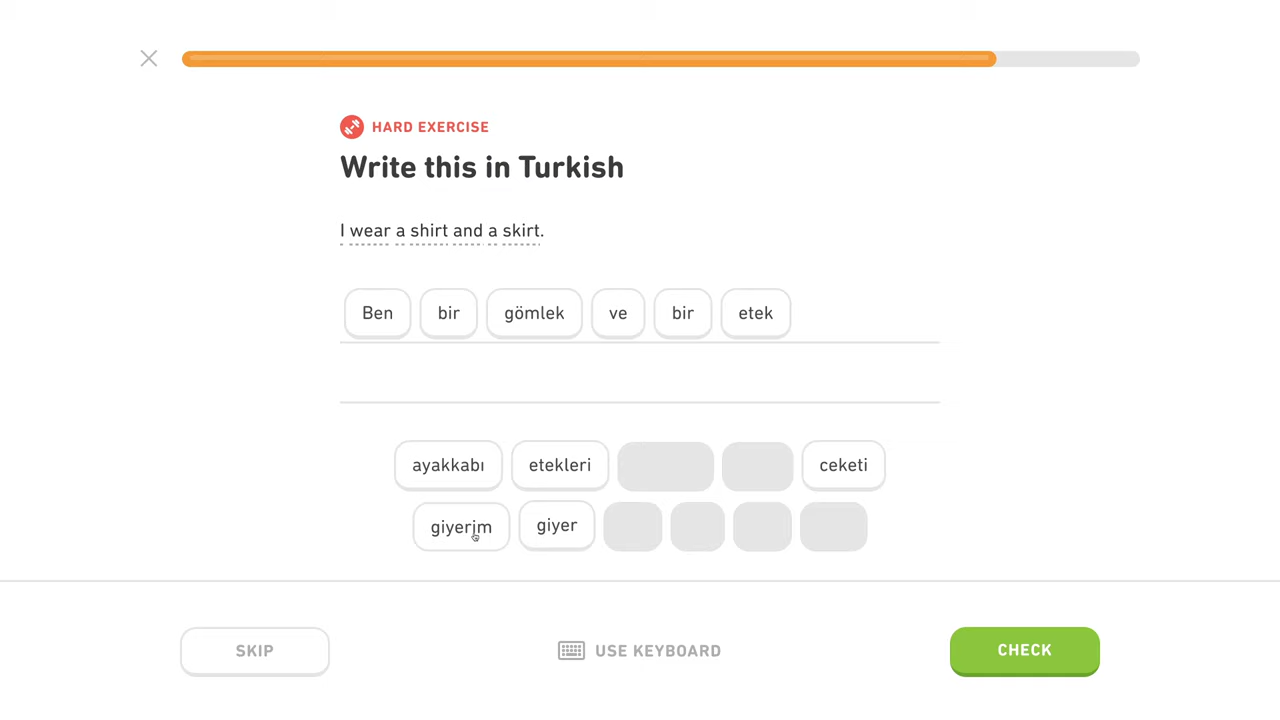 HARD EXERCISE
Write this in Turkish
I wear a shirt and a skirt.
Ben bir gömlek ve bir etek
ayakkabı etekleri ceketi
giyerim giyer
SKIP USE KEYBOARD CHECK